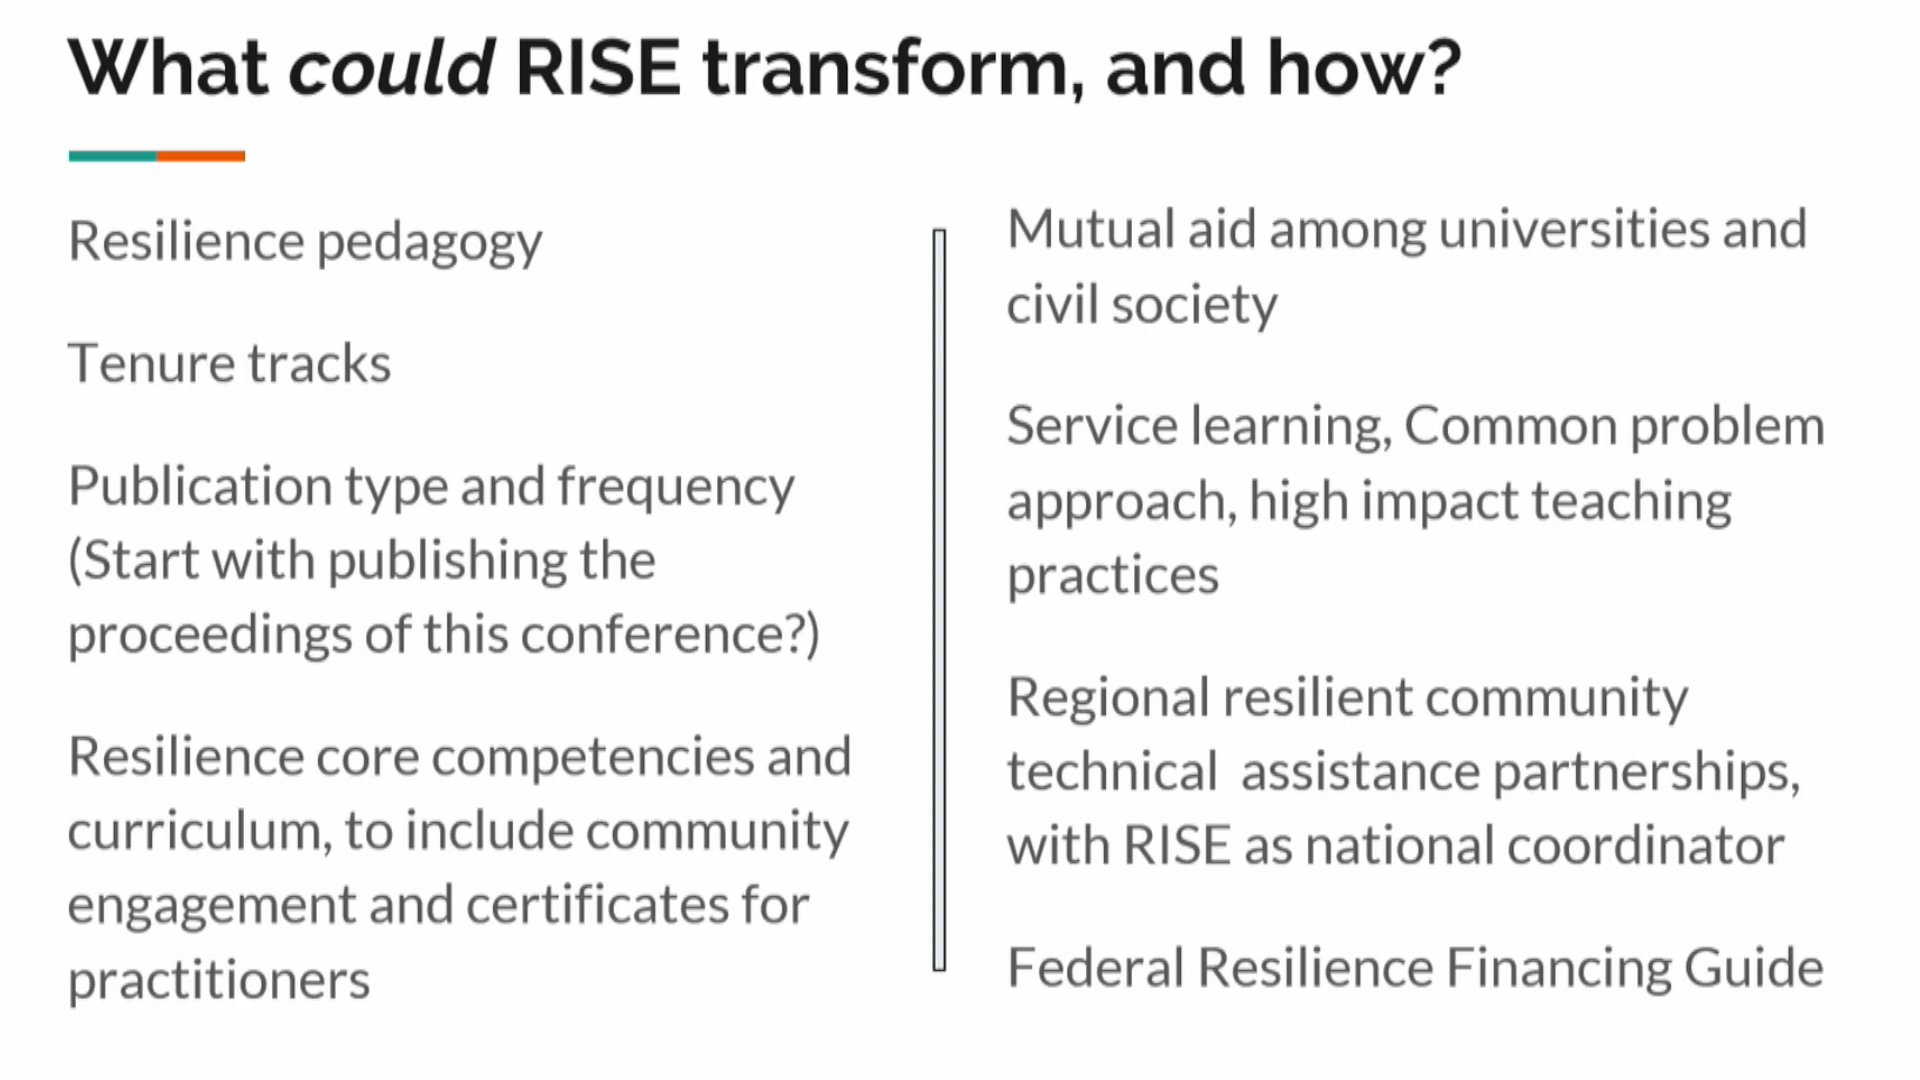 What could RISE transform, and how?
Resilience pedagogy
Tenure tracks
Publication type and frequency
(Start with publishing the
proceedings of this conference?)
Resilience core competencies and
curriculum, to include community
engagement and certificates for
practitioners
Mutual aid among universities and
civil society
Service learning, Common problem
approach, high impact teaching
practices
Regional resilient community
technical  assistance partnerships,
with RISE as national coordinator
Federal Resilience Financing Guide